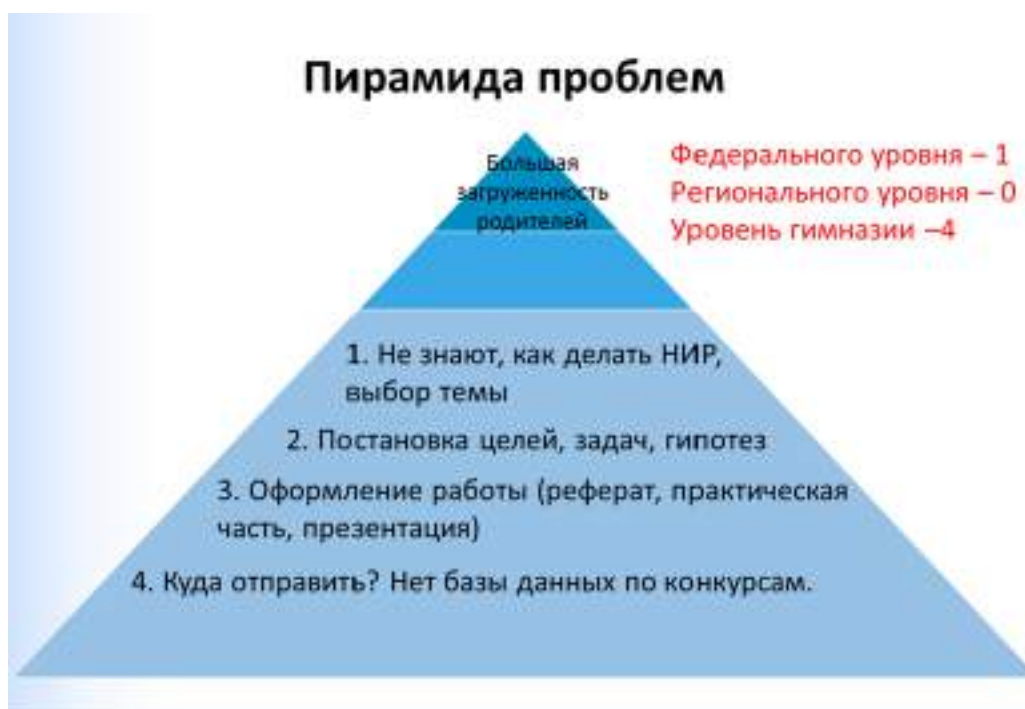 Пирамида проблем
Большая
загруженность
родителей
Федерального уровня – 1
Регионального уровня – 0
Уровень гимназии –4
1. Не знают, как делать НИР,
выбор темы
2. Постановка целей, задач, гипотез
3. Оформление работы (реферат, практическая
часть, презентация)
4. Куда отправить? Нет базы данных по конкурсам.